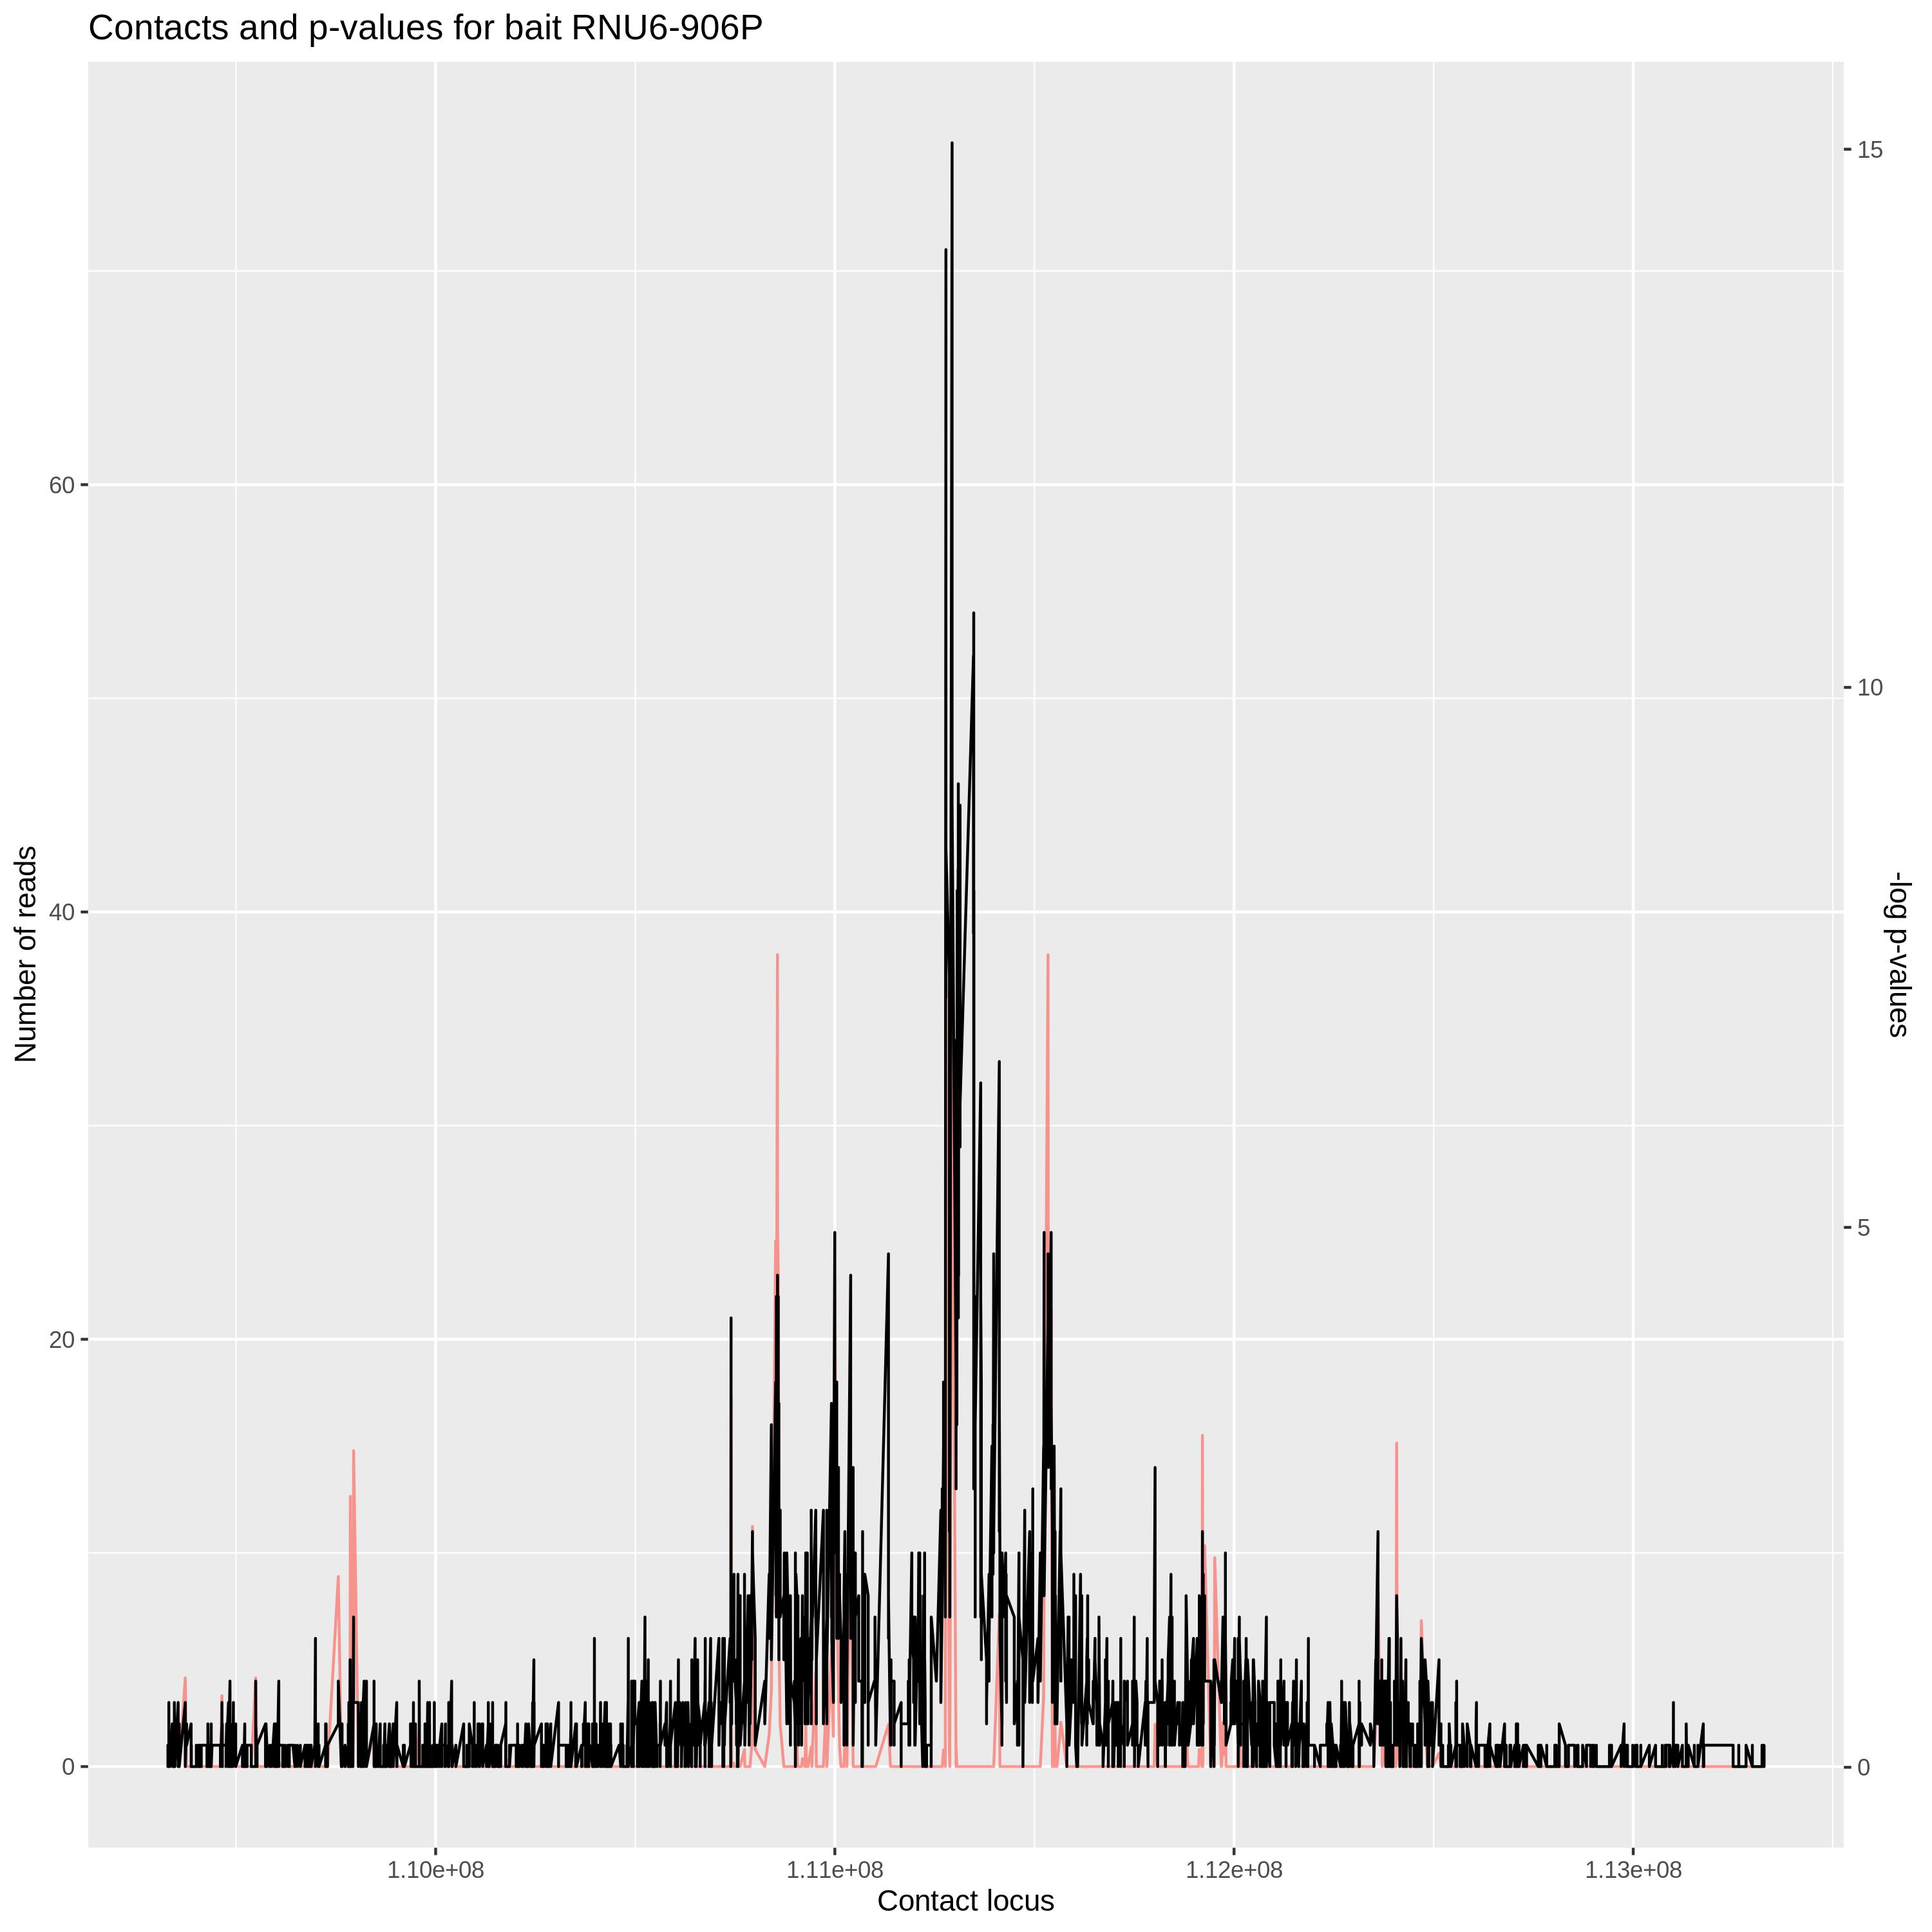 Contacts and p-values for bait RNU6-906P
Number of reads
60
40
20
0
15
10
5
0
-log p-values
1.10e+08
1.11e+08
1.12e+08
1.13e+08
Contact locus